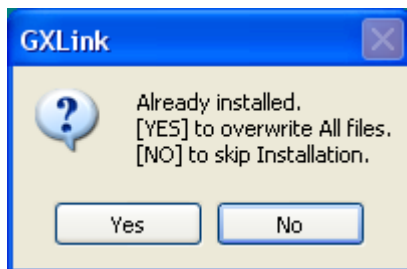 GXLink
Already installed.
[YES] to overwrite All files.
[NO] to skip Installation.
Yes
No